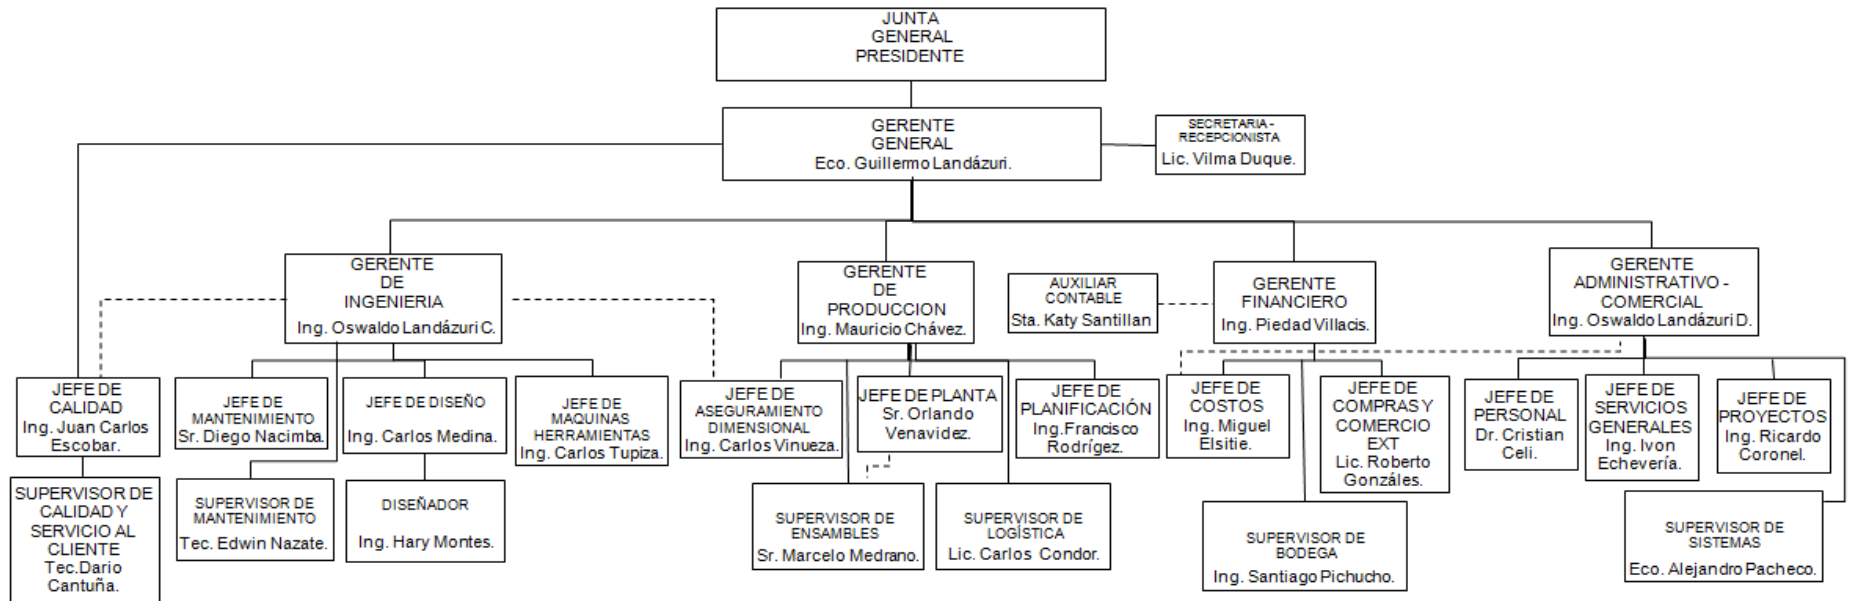 JUNTA
GENERAL
PRESIDENTE
GERENTE
GENERAL
Eco. Guillermo Landázuri.
SECRETARIA -
RECEPCIONISTA
Lic. Vilma Duque.
GERENTE
DE
INGENIERIA
Ing. Oswaldo Landázuri C.
GERENTE
DE
PRODUCCION
Ing. Mauricio Chávez.
AUXILIAR
CONTABLE
Sta. Katy Santillan
GERENTE
FINANCIERO
Ing. Piedad Villacis.
GERENTE
ADMINISTRATIVO -
COMERCIAL
Ing. Oswaldo Landázuri D.
JEFE DE
CALIDAD
Ing. Juan Carlos
Escobar.
JEFE DE
MANTENIMIENTO
Sr. Diego Nacimba.
JEFE DE DISEÑO
Ing. Carlos Medina.
JEFE DE
MAQUINAS
HERRAMIENTAS
Ing. Carlos Tupiza.
JEFE DE
ASEGURAMIENTO
DIMENSIONAL
Ing. Carlos Vinueza.
JEFE DE PLANTA
Sr. Orlando
Venavidez.
JEFE DE
PLANIFICACIÓN
Ing.Francisco
Rodrígez.
JEFE DE
COSTOS
Ing. Miguel
Elsitie.
JEFE DE
COMPRAS Y
COMERCIO
EXT
Lic. Roberto
Gonzáles.
JEFE DE
PERSONAL
Dr. Cristian
Celi.
JEFE DE
SERVICIOS
GENERALES
Ing. Ivon
Echevería.
JEFE DE
PROYECTOS
Ing. Ricardo
Coronel.
SUPERVISOR DE
CALIDAD Y
SERVICIO AL
CLIENTE
Tec.Dario
Cantuña.
SUPERVISOR DE
MANTENIMIENTO
Tec. Edwin Nazate.
DISEÑADOR
Ing. Hary Montes.
SUPERVISOR DE
ENSAMBLES
Sr. Marcelo Medrano.
SUPERVISOR DE
LOGÍSTICA
Lic. Carlos Condor.
SUPERVISOR DE
BODEGA
Ing. Santiago Pichucho.
SUPERVISOR DE
SISTEMAS
Eco. Alejandro Pacheco.